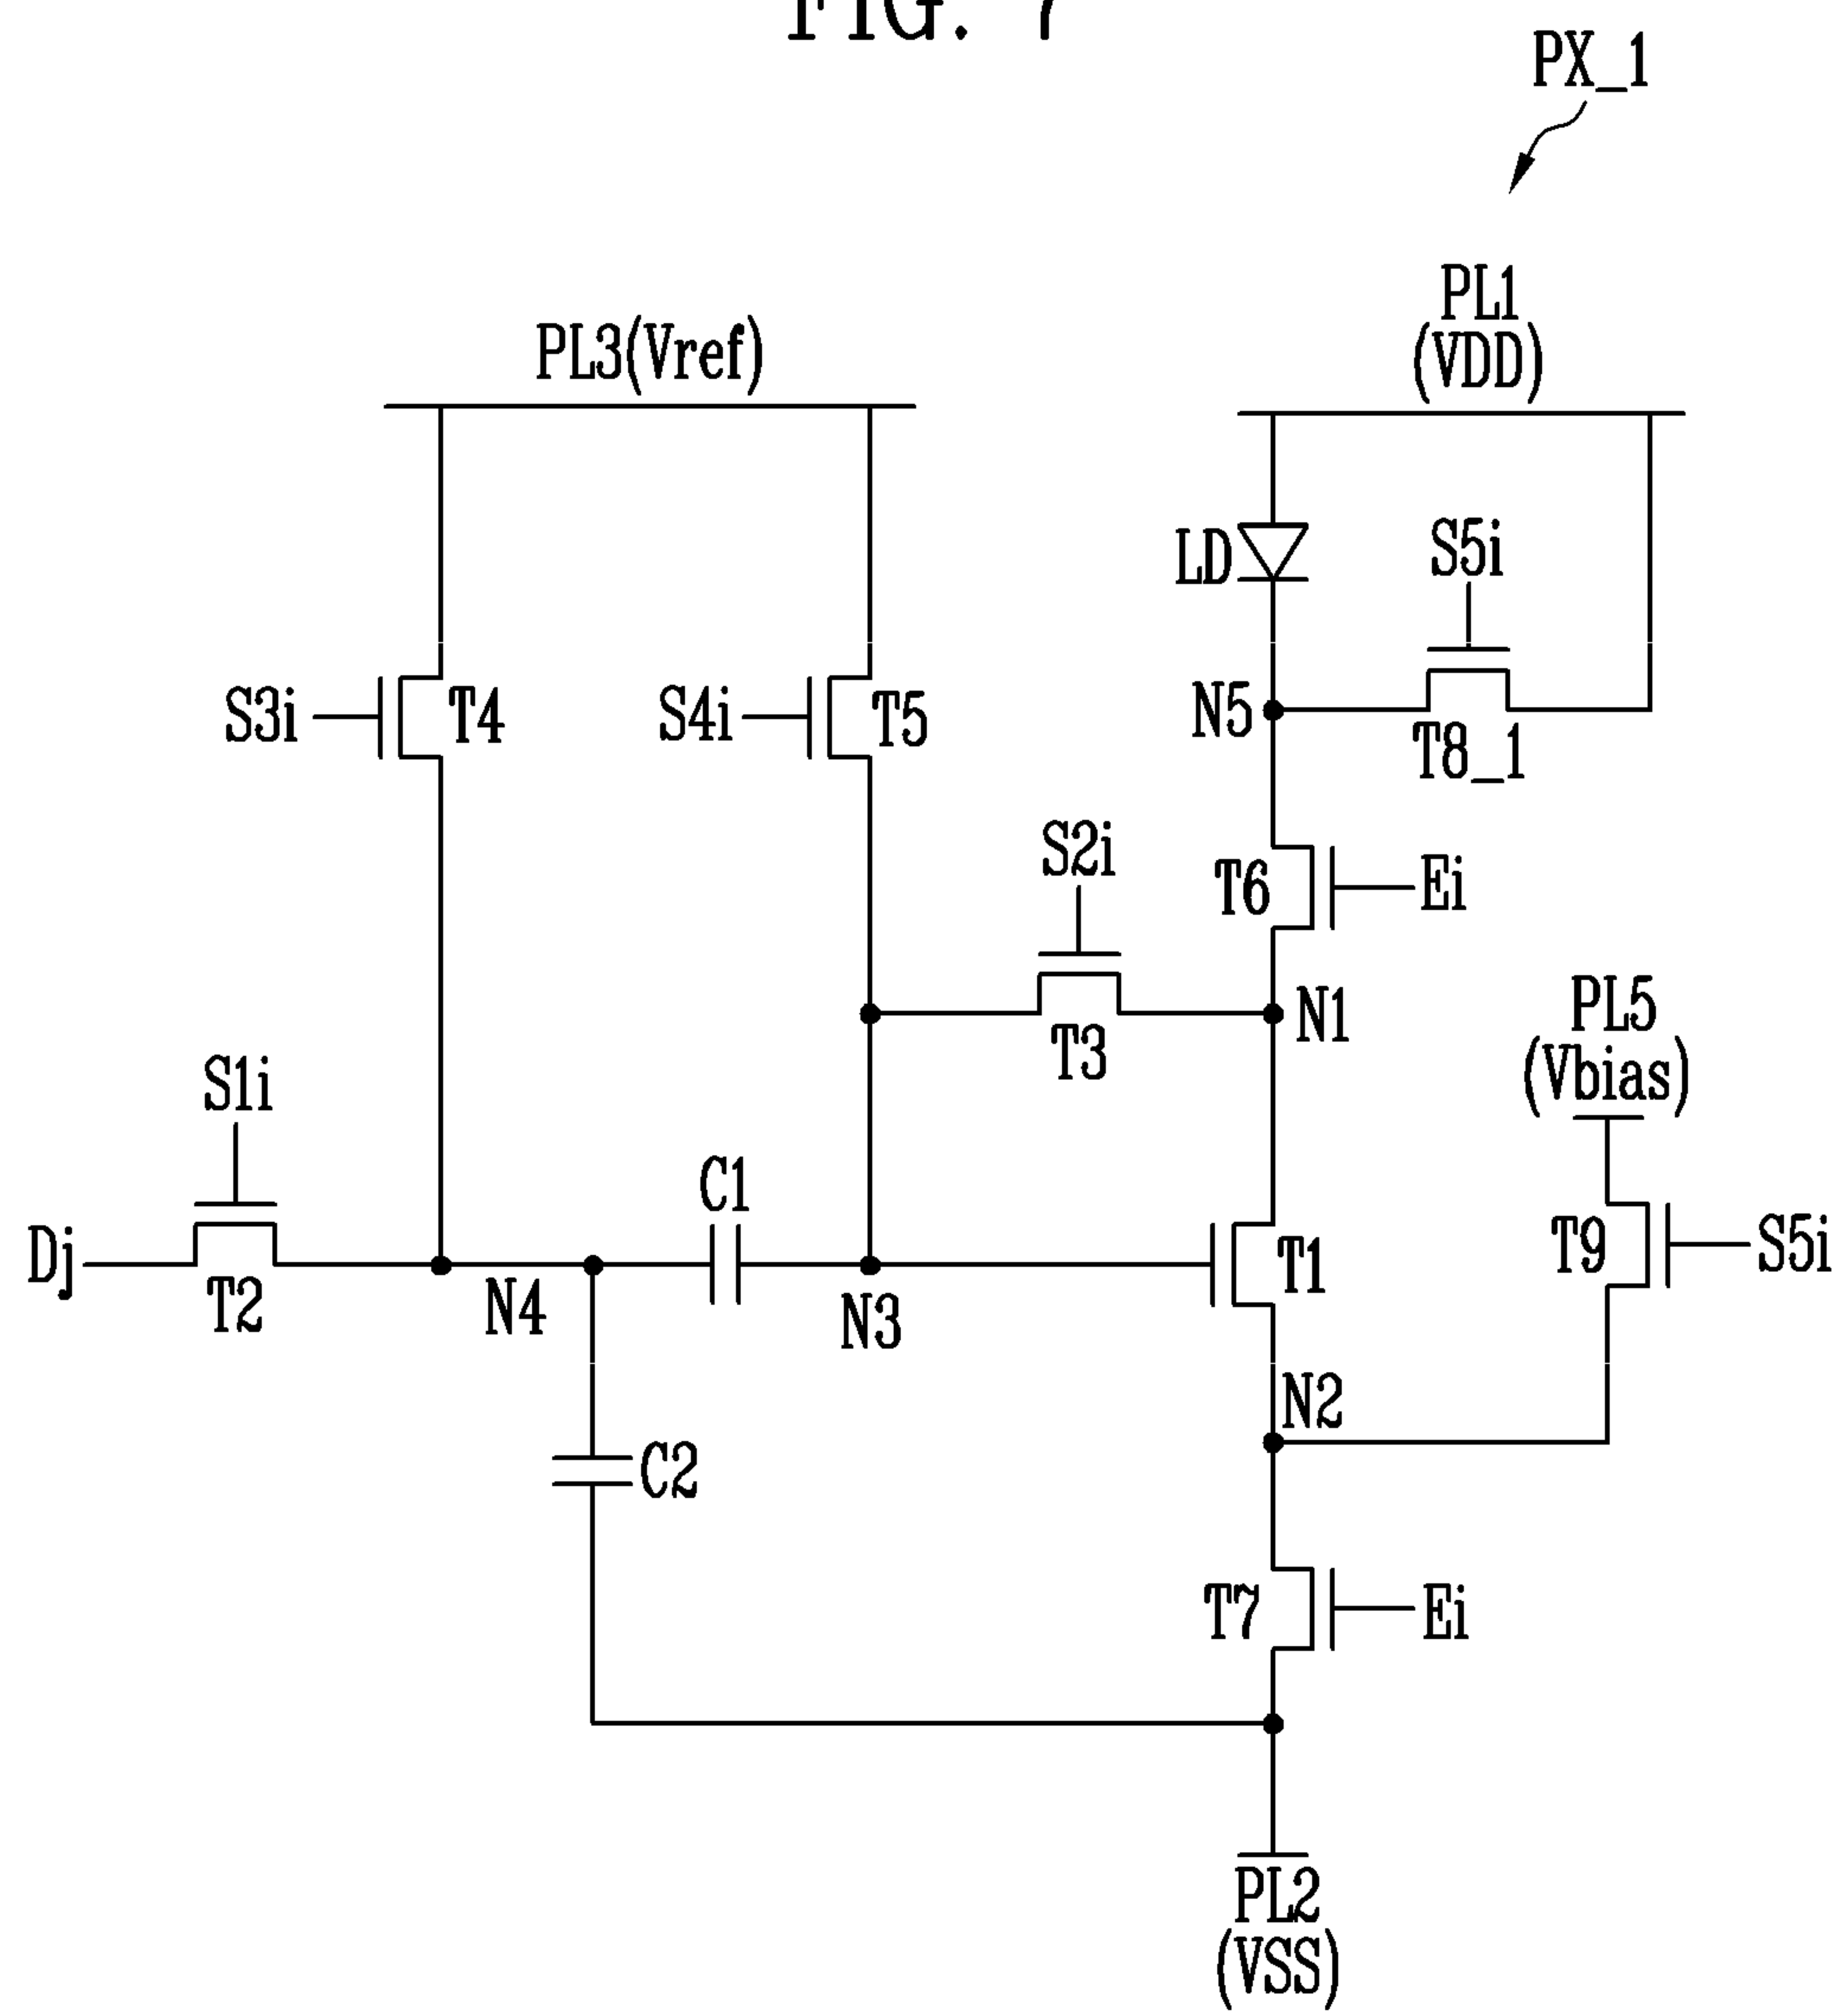 FIG. 7
PX_1
PL1
(VDD)
PL3(Vref)
LD
S5i
S3i
T4
S4i
T5
N5
T8_1
S2i
T6
Ei
PL5
(Vbias)
N1
T3
S1i
C1
Dj
T2
N4
N3
T1
T9
S5i
N2
C2
T7
Ei
PL2
(VSS)